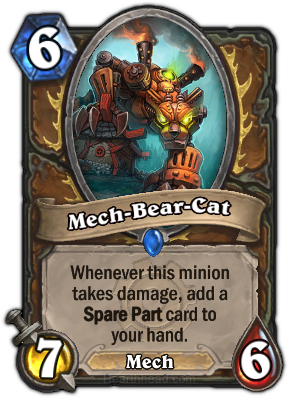 6
Mech-Bear-Cat
Whenever this minion
takes damage, add a
Spare Part card to
your hand.
7
Mech
6